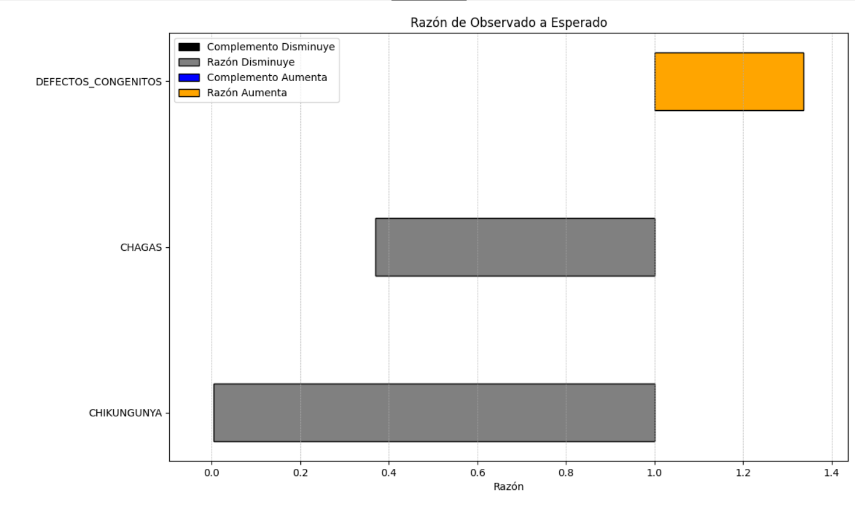 Razón de Observado a Esperado
Complemento Disminuye
Razón Disminuye
Complemento Aumenta
Razón Aumenta
DEFECTOS_CONGENITOS
CHAGAS
CHIKUNGUNYA
0.0 0.2 0.4 0.6 0.8 1.0 1.2 1.4
Razón